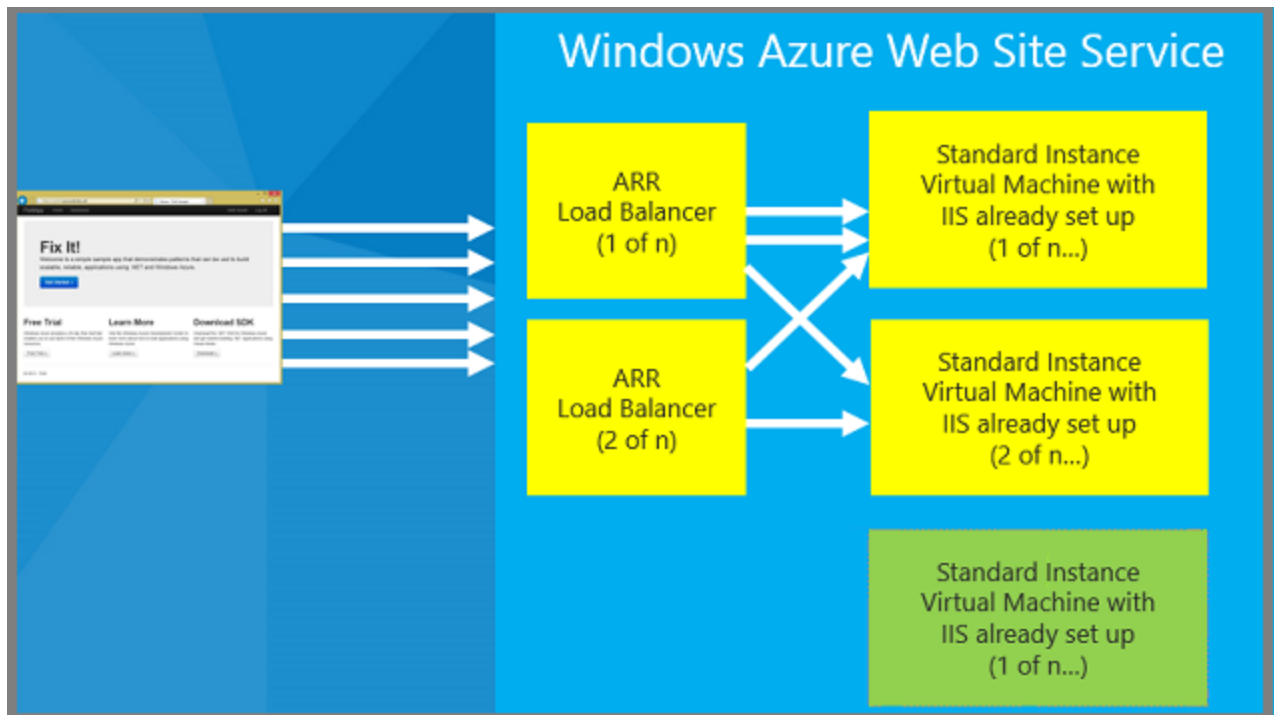 Windows Azure Web Site Service
Fix It!
Free Trial
Learn More
Download SDK
ARR
Load Balancer
(1 of n)
ARR
Load Balancer
(2 of n)
Standard Instance
Virtual Machine with
IIS already set up
(1 of n...)
Standard Instance
Virtual Machine with
IIS already set up
(2 of n...)
Standard Instance
Virtual Machine with
IIS already set up
(1 of n...)